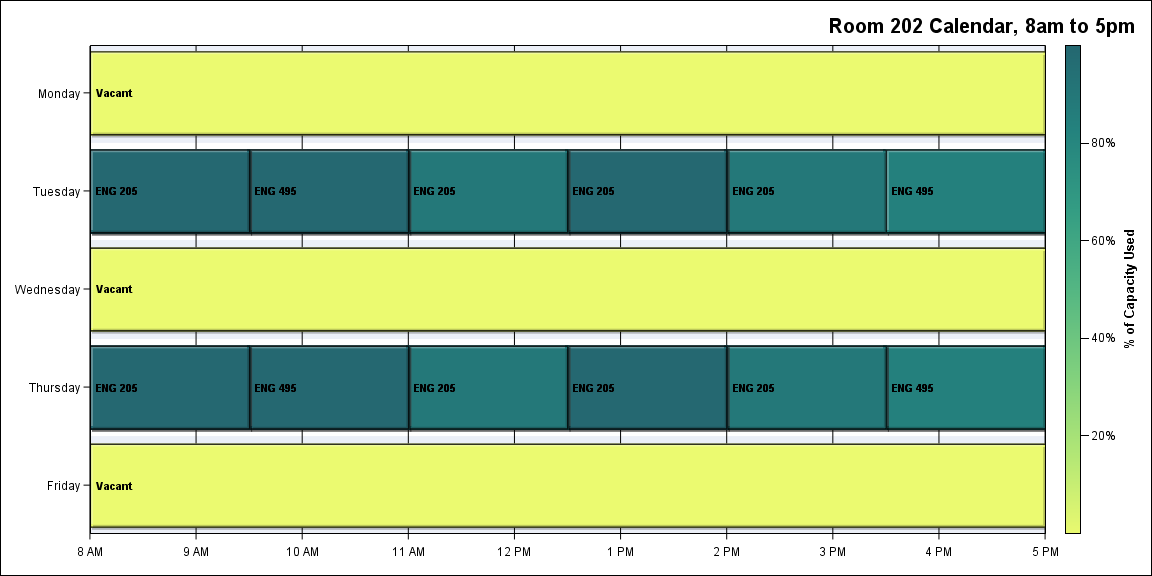 Room 202 Calendar, 8am to 5pm
Monday
Vacant
Tuesday
ENG 205
ENG 495
ENG 205
ENG 205
ENG 205
ENG 495
Wednesday
Vacant
Thursday
ENG 205
ENG 495
ENG 205
ENG 205
ENG 205
ENG 495
Friday
Vacant
8 AM
9 AM
10 AM
11 AM
12 PM
1 PM
2 PM
3 PM
4 PM
5 PM
80%
60%
40%
20%
% of Capacity Used